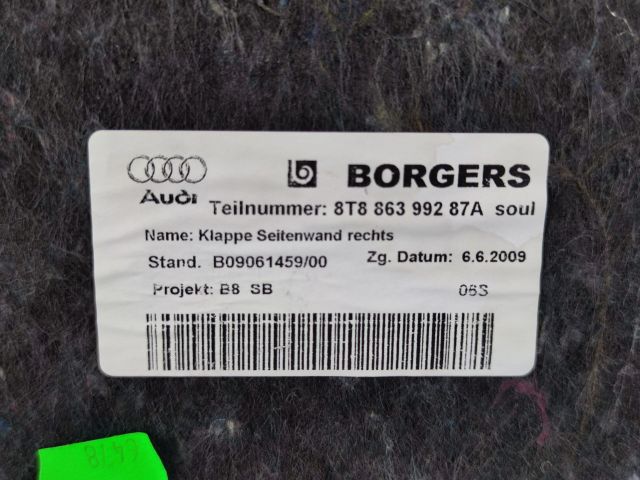 Audi
BORGERS
Teilnummer: 8T8 863 992 87A soul
Name: Klappe Seitenwand rechts
Stand. B09061459/00 Zg. Datum: 6.6.2009
Projekt: B8 SB 06S
6478